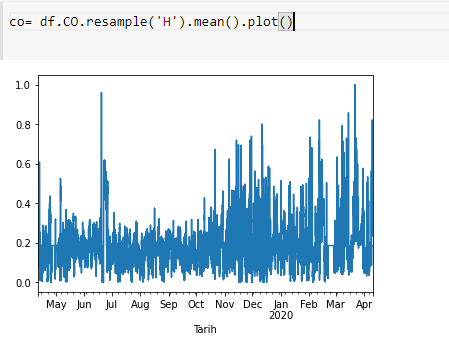 co= df.CO.resample('H').mean().plot()
1.0
0.8
0.6
0.4
0.2
0.0
May Jun Jul Aug Sep Oct Nov Dec Jan Feb Mar Apr
2020
Tarih